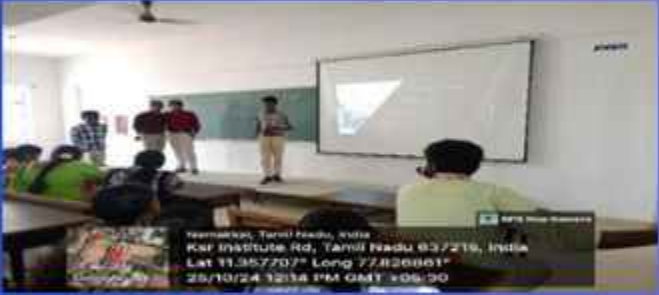 GPS Map Camera
Namakkal, Tamil Nadu, India
Ksr Institute Rd, Tamil Nadu 637215, India
Lat 11.357707° Long 77.826861°
25/10/24 12:14 PM GMT +05:30